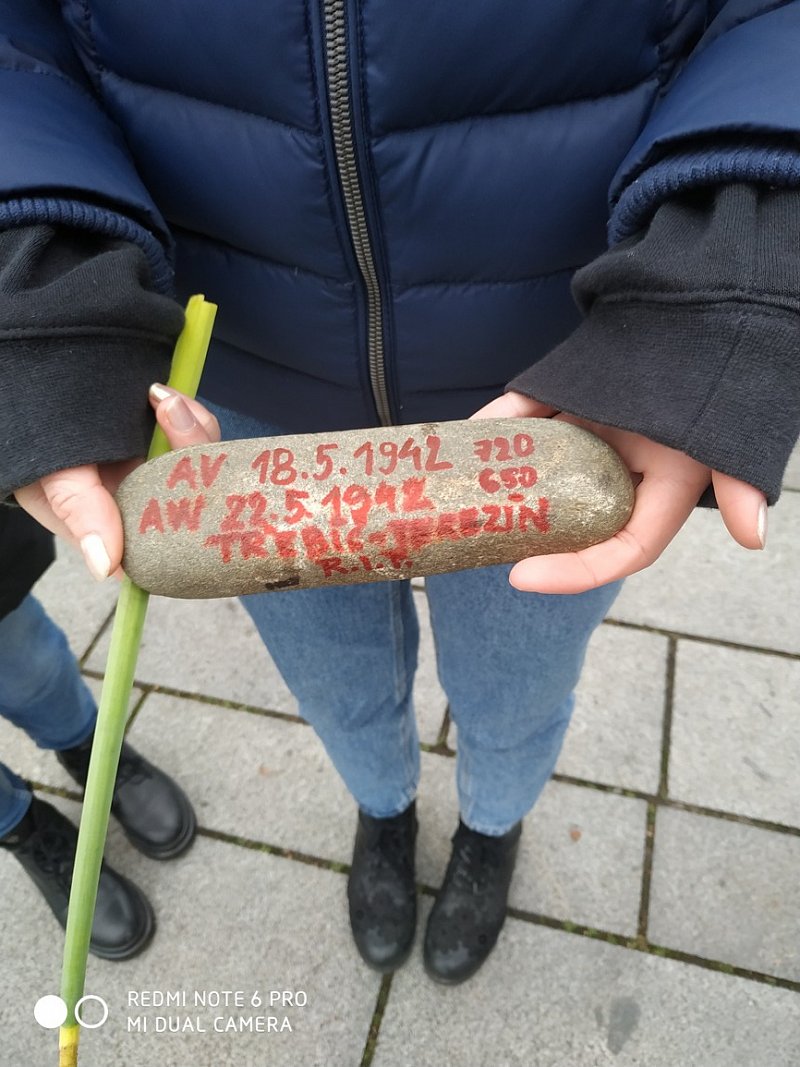 AV 18.5.1942 720
AW 22.5.1942 650
TŘEBÍČ-TEREZÍN
R.I.P.
REDMI NOTE 6 PRO
MI DUAL CAMERA